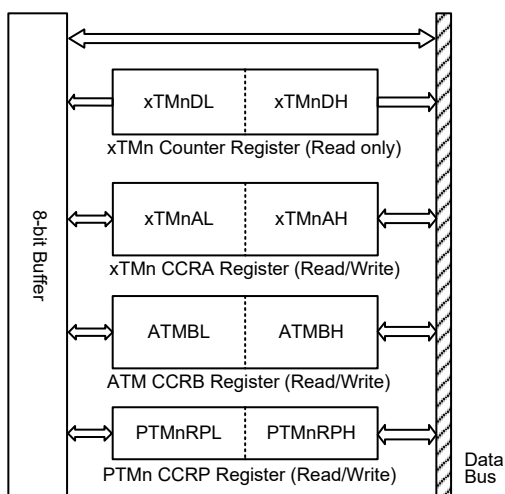 xTMnDL xTMnDH
xTMn Counter Register (Read only)
xTMnAL xTMnAH
xTMn CCRA Register (Read/Write)
8-bit Buffer
ATMBL ATMBH
ATM CCRB Register (Read/Write)
PTMnRPL PTMnRPH
PTMn CCRP Register (Read/Write)
Data
Bus